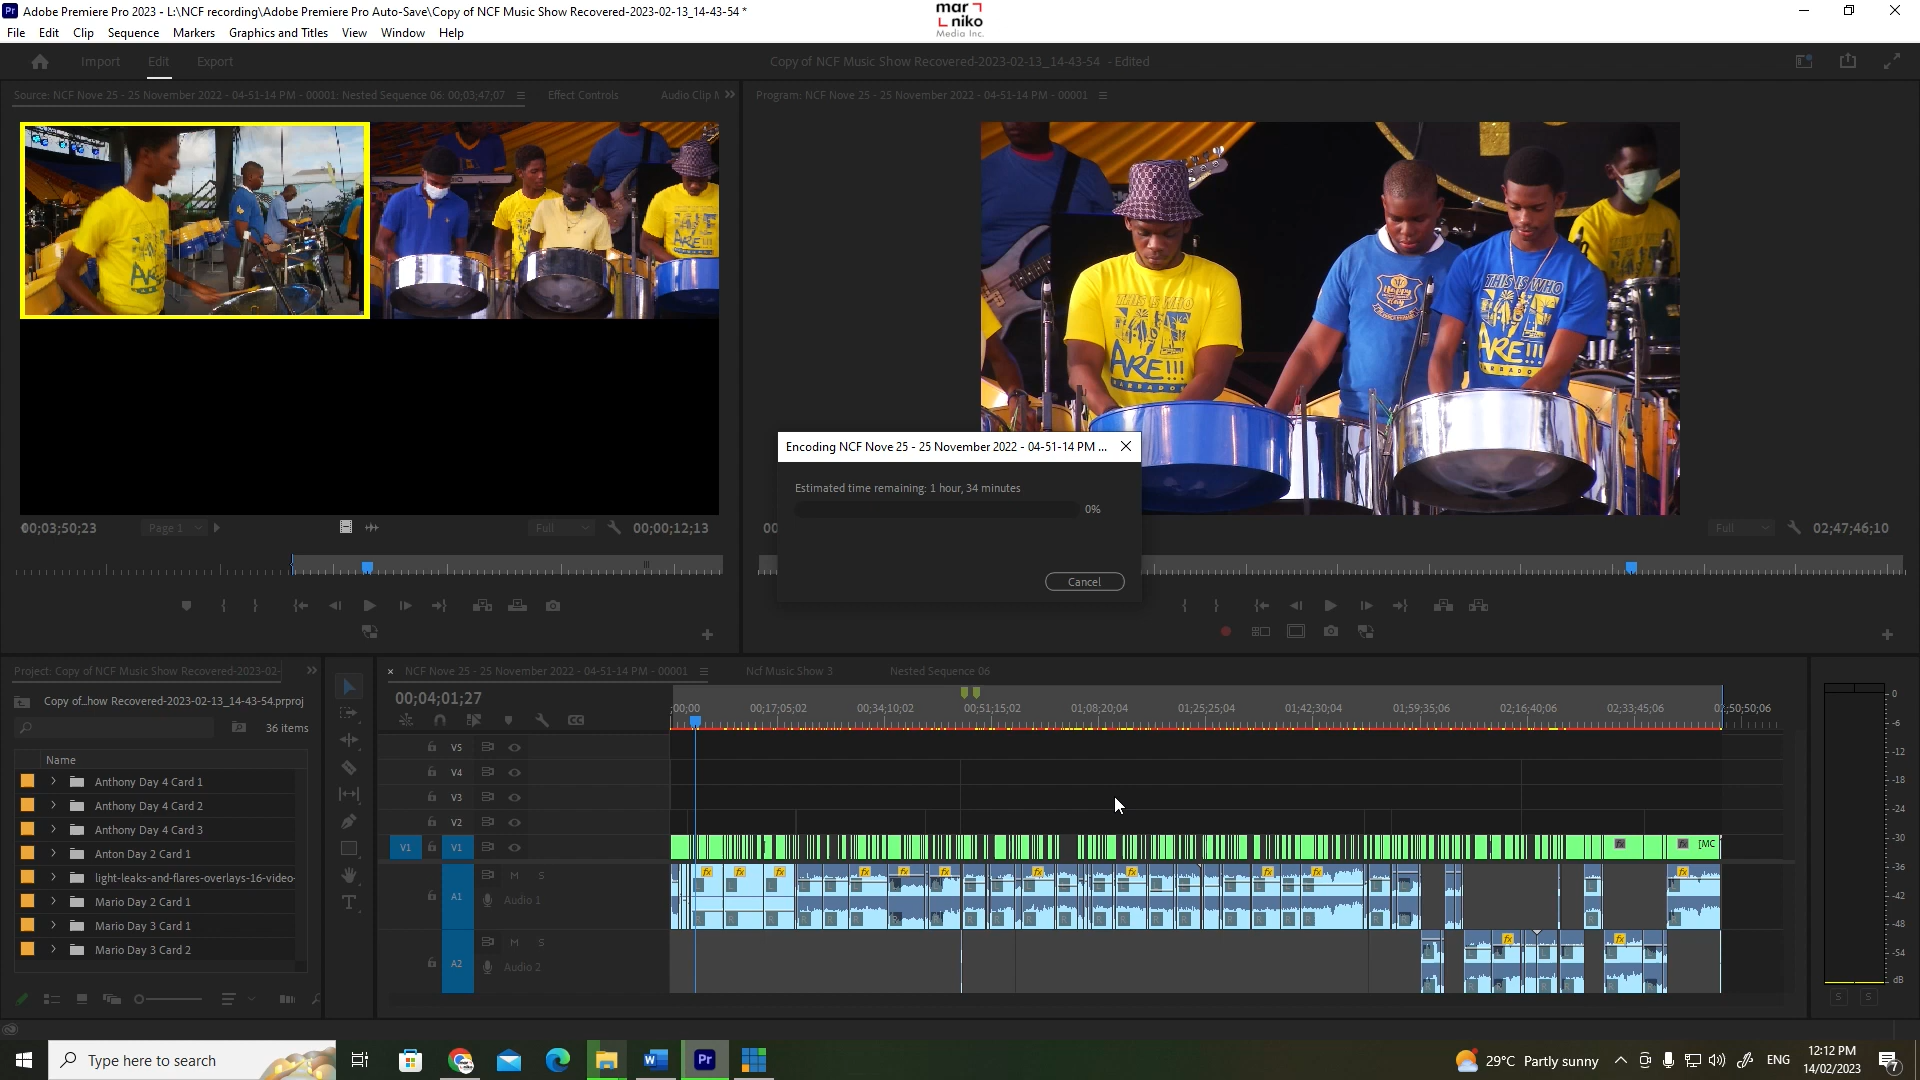 Adobe Premiere Pro 2023 - L:\NCF recording\Adobe Premiere Pro Auto-Save\Copy of NCF Music Show Recovered-2023-02-13_14-43-54 *
mar
niko
Media Inc.
File Edit Clip Sequence Markers Graphics and Titles View Window Help
Import Edit Export
Copy of NCF Music Show Recovered-2023-02-13_14-43-54 - Edited
Source: NCF Nove 25 - 25 November 2022 - 04-51-14 PM - 00001: Nested Sequence 06: 00;03;47;07
Effect Controls
Audio Clip M
Program: NCF Nove 25 - 25 November 2022 - 04-51-14 PM - 00001
THIS IS WHO
WE
ARE!!!
BARBADOS
THIS IS WHO
WE
ARE!!!
Encoding NCF Nove 25 - 25 November 2022 - 04-51-14 PM ...
Estimated time remaining: 1 hour, 34 minutes
0%
Cancel
00;03;50;23
Page 1
Full
00;00;12;13
00
Full
02;47;46;10
Project: Copy of NCF Music Show Recovered-2023-02-
Copy of...how Recovered-2023-02-13_14-43-54.prproj
36 items
Name
Anthony Day 4 Card 1
Anthony Day 4 Card 2
Anthony Day 4 Card 3
Anton Day 2 Card 1
light-leaks-and-flares-overlays-16-video-
Mario Day 2 Card 1
Mario Day 3 Card 1
Mario Day 3 Card 2
NCF Nove 25 - 25 November 2022 - 04-51-14 PM - 00001
Ncf Music Show 3
Nested Sequence 06
00;04;01;27
;00;00 00;17;05;02 00;34;10;02 00;51;15;02 01;08;20;04 01;25;25;04 01;42;30;04 01;59;35;06 02;16;40;06 02;33;45;06 02;50;50;06
V5
V4
V3
V2
V1 V1
[MC
A1
M S
Audio 1
A2
M S
Audio 2
0
-6
-12
-18
-24
-30
-36
-42
-48
-54
dB
S S
Type here to search
29°C Partly sunny
ENG
12:12 PM
14/02/2023
7